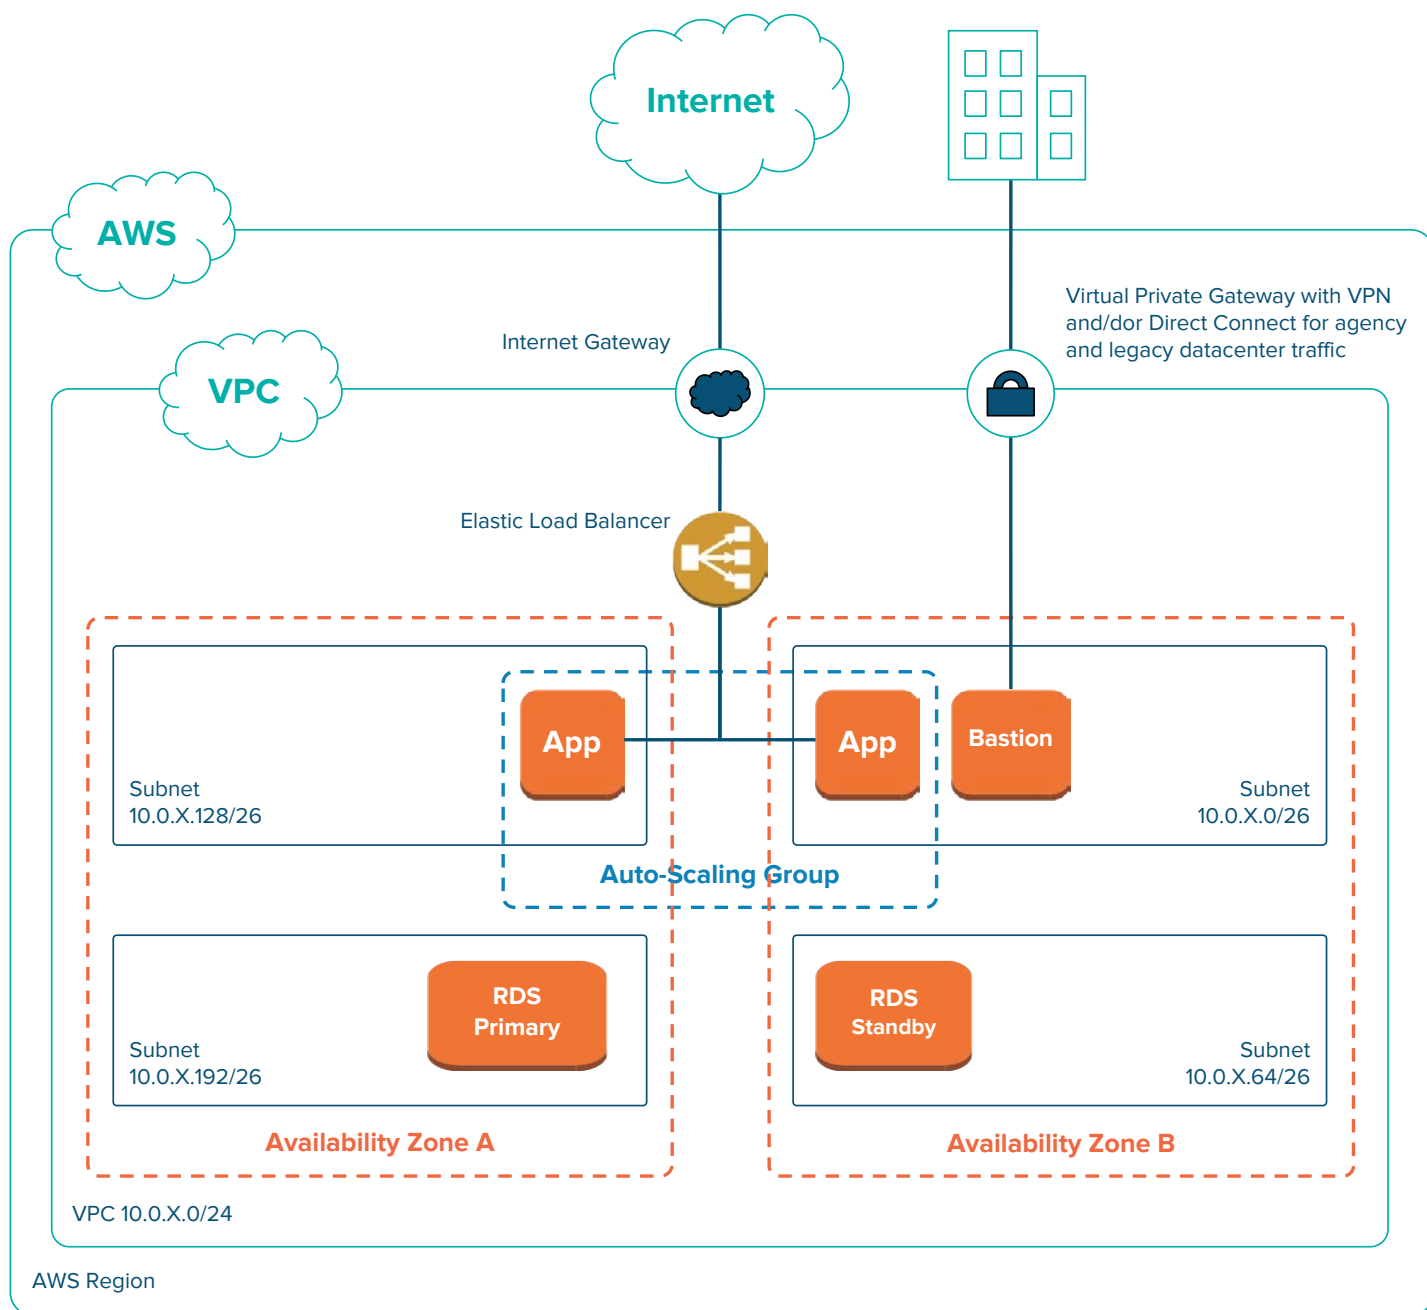 Internet
AWS
Virtual Private Gateway with VPN
and/dor Direct Connect for agency
and legacy datacenter traffic
Internet Gateway
VPC
Elastic Load Balancer
App
App
Bastion
Subnet
10.0.X.128/26
Subnet
10.0.X.0/26
Auto-Scaling Group
RDS
Primary
RDS
Standby
Subnet
10.0.X.192/26
Subnet
10.0.X.64/26
Availability Zone A
Availability Zone B
VPC 10.0.X.0/24
AWS Region